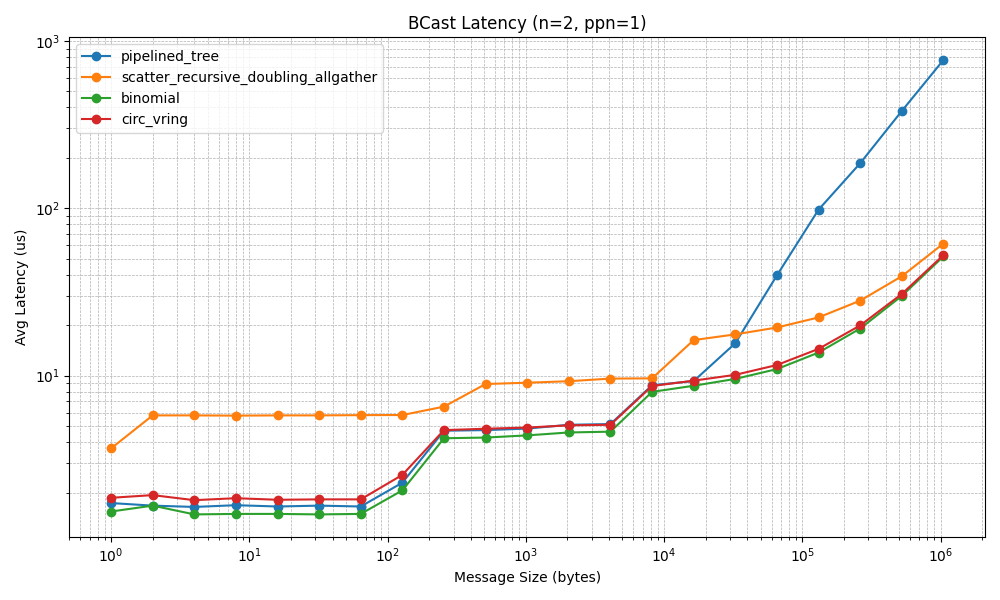 BCast Latency (n=2, ppn=1)
pipelined_tree
scatter_recursive_doubling_allgather
binomial
circ_vring
Avg Latency (us)
10³
10²
10¹
10⁰ 10¹ 10² 10³ 10⁴ 10⁵ 10⁶
Message Size (bytes)